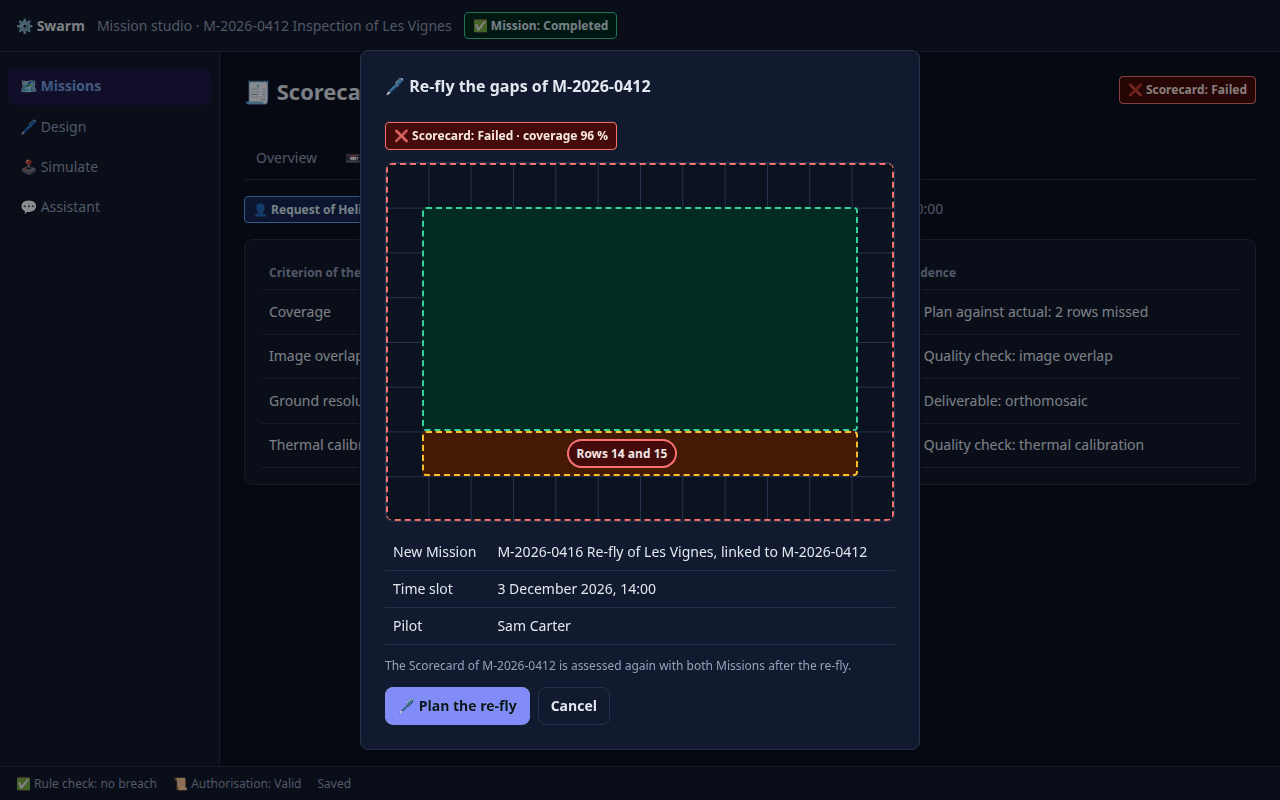 ⚙️ Swarm Mission studio · M-2026-0412 Inspection of Les Vignes ✅ Mission: Completed
🗺️ Missions
🖊️ Design
🕹️ Simulate
💬 Assistant
🧾 Scoreca
❌ Scorecard: Failed
Overview
👤 Request of Heli
0:00
Criterion of the
dence
Coverage
Plan against actual: 2 rows missed
Image overlap
Quality check: image overlap
Ground resolu
Deliverable: orthomosaic
Thermal calibr
Quality check: thermal calibration
🖊️ Re-fly the gaps of M-2026-0412
❌ Scorecard: Failed · coverage 96 %
Rows 14 and 15
New Mission M-2026-0416 Re-fly of Les Vignes, linked to M-2026-0412
Time slot 3 December 2026, 14:00
Pilot Sam Carter
The Scorecard of M-2026-0412 is assessed again with both Missions after the re-fly.
🖊️ Plan the re-fly Cancel
✅ Rule check: no breach 📜 Authorisation: Valid Saved